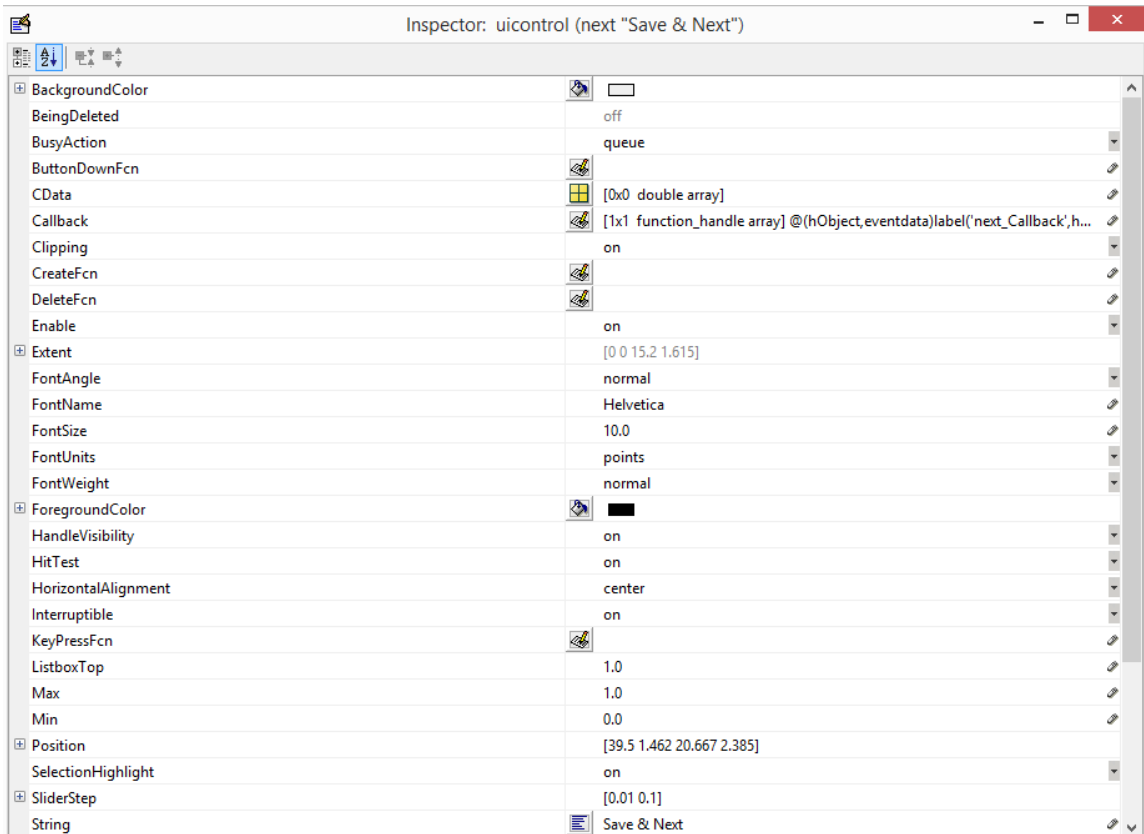 Inspector: uicontrol (next "Save & Next")
BackgroundColor
BeingDeleted off
BusyAction queue
ButtonDownFcn
CData [0x0 double array]
Callback [1x1 function_handle array] @(hObject,eventdata)label('next_Callback',h...
Clipping on
CreateFcn
DeleteFcn
Enable on
Extent [0 0 15.2 1.615]
FontAngle normal
FontName Helvetica
FontSize 10.0
FontUnits points
FontWeight normal
ForegroundColor
HandleVisibility on
HitTest on
HorizontalAlignment center
Interruptible on
KeyPressFcn
ListboxTop 1.0
Max 1.0
Min 0.0
Position [39.5 1.462 20.667 2.385]
SelectionHighlight on
SliderStep [0.01 0.1]
String Save & Next